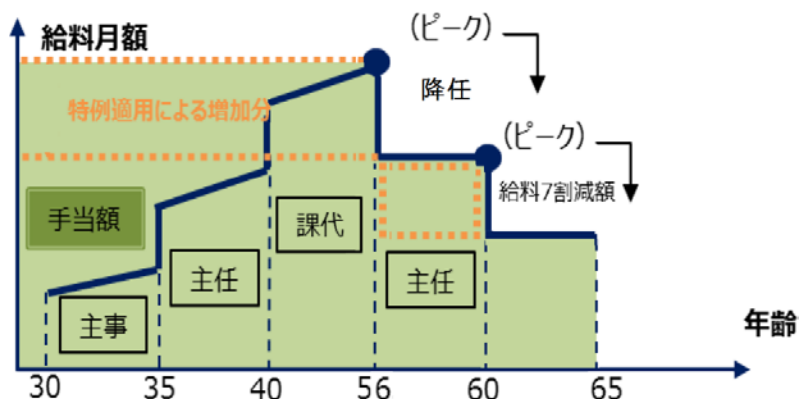 給料月額
(ピーク)
降任
特例適用による増加分
(ピーク)
給料7割減額
手当額
課代
主任
主任
主事
年齢
30
35
40
56
60
65